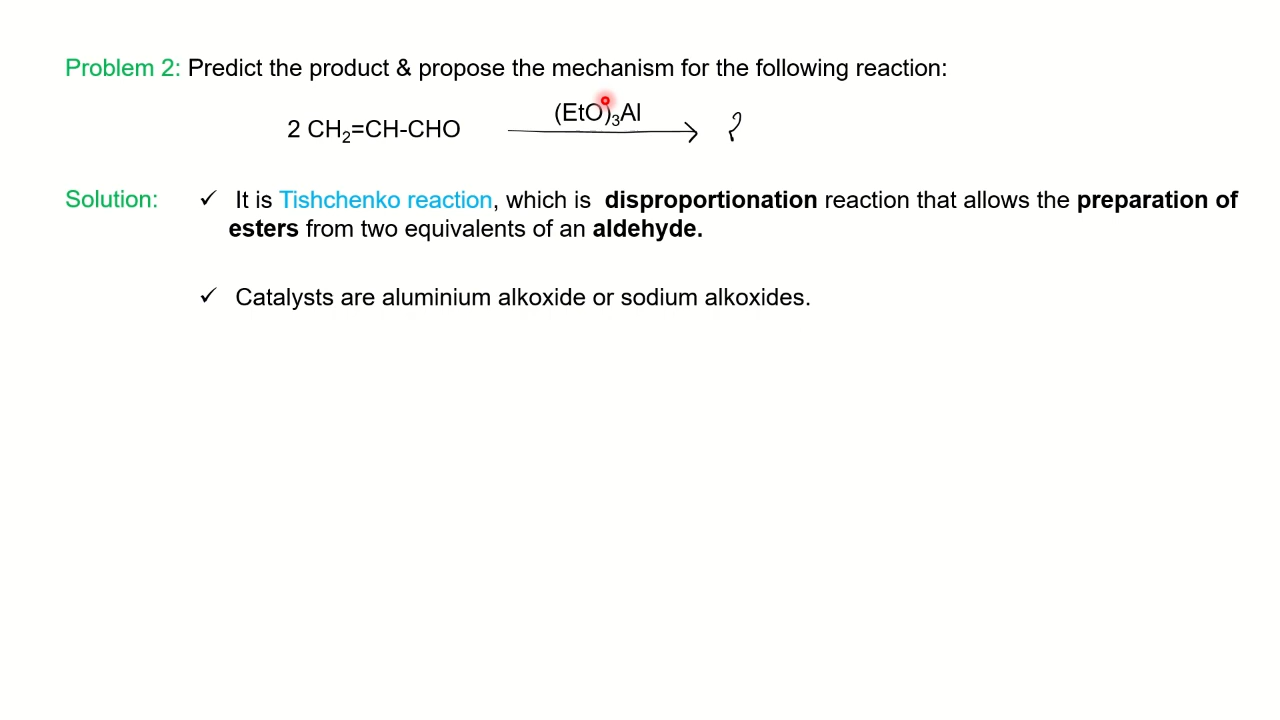 Problem 2: Predict the product & propose the mechanism for the following reaction:
(EtO)₃Al
2 CH₂=CH-CHO ?
Solution: ✓ It is Tishchenko reaction, which is disproportionation reaction that allows the preparation of
esters from two equivalents of an aldehyde.
✓ Catalysts are aluminium alkoxide or sodium alkoxides.